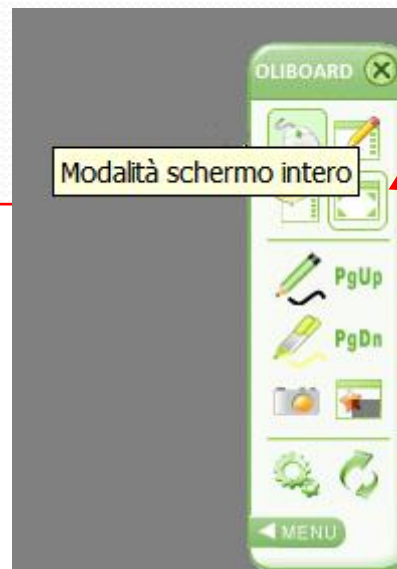 OLIBOARD
Modalità schermo intero
PgUp
PgDn
MENU